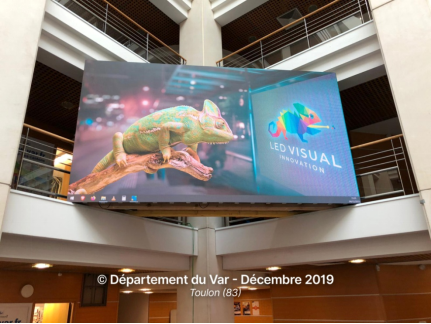 LED VISUAL
INNOVATION
© Département du Var - Décembre 2019
Toulon (83)